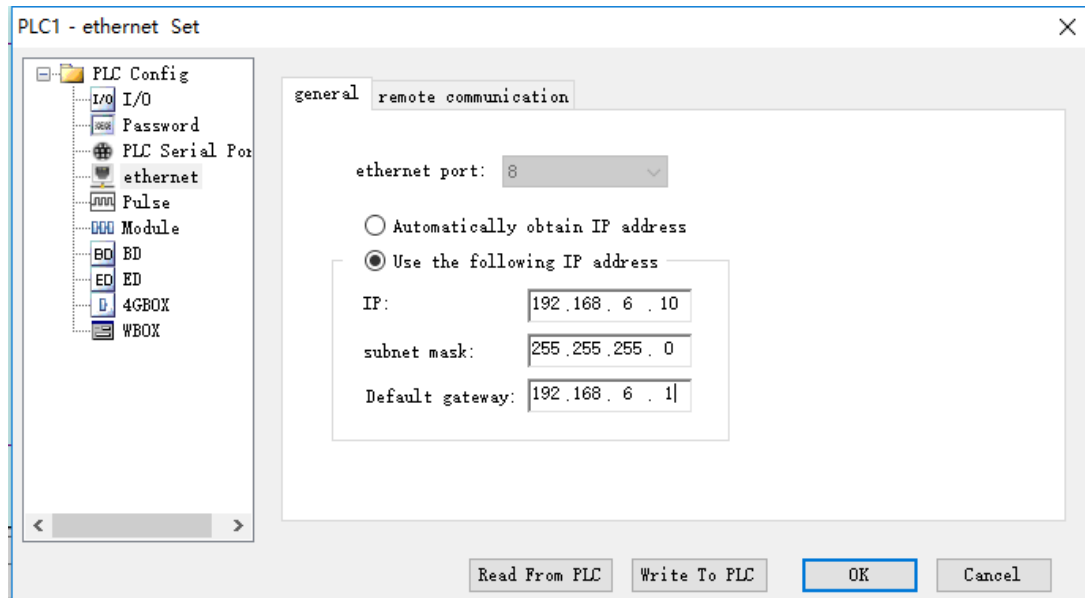 PLC1 - ethernet Set
PLC Config
I/O I/O
Password
PLC Serial Por
ethernet
Pulse
Module
BD BD
ED ED
4GBOX
WBOX
general
remote communication
ethernet port: 8
Automatically obtain IP address
Use the following IP address
IP: 192 .168 . 6 . 10
subnet mask: 255 .255 .255 . 0
Default gateway: 192 .168 . 6 . 1
Read From PLC
Write To PLC
OK
Cancel